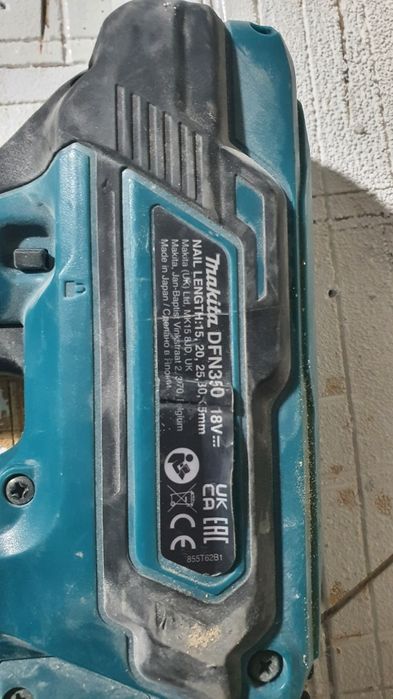 makita DFN350 18V
NAIL LENGTH:15, 20, 25, 30, 35mm
Makita (UK) Ltd. MK15 8JD, UK
Makita, Jan-Baptist Vinkstraat 2, 3070, Belgium
Made in Japan / Сделано в Японии
UK
CA
EAC
CE
855T62B1